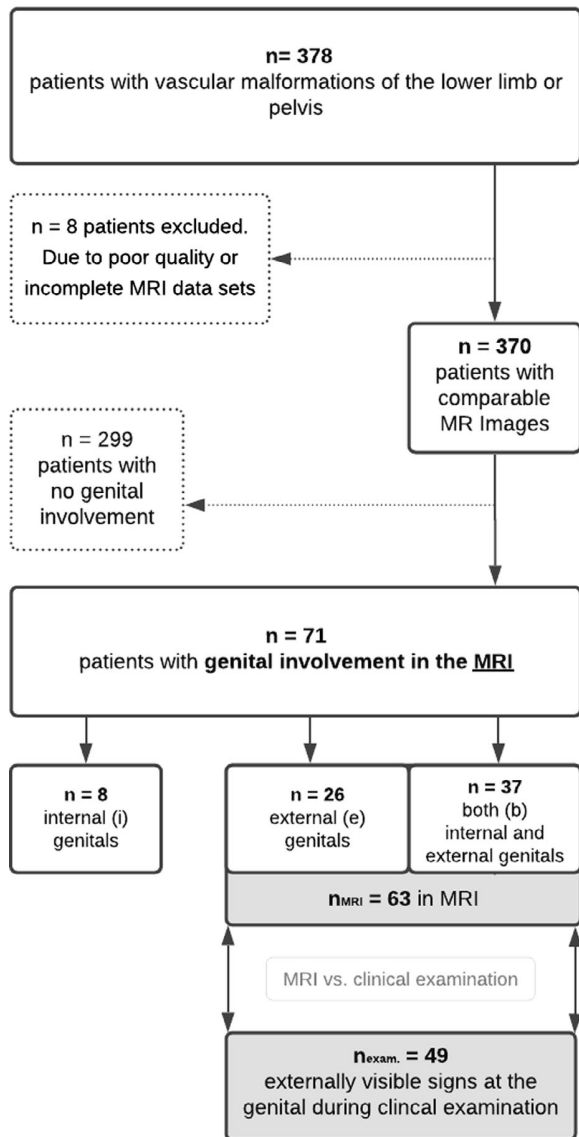 n= 378
patients with vascular malformations of the lower limb or
pelvis
n = 8 patients excluded.
Due to poor quality or
incomplete MRI data sets
n = 370
patients with
comparable
MR Images
n = 299
patients with
no genital
involvement
n = 71
patients with genital involvement in the MRI
n = 8
internal (i)
genitals
n = 26
external (e)
genitals
n = 37
both (b)
internal and
external genitals
nMRI = 63 in MRI
MRI vs. clinical examination
nexam. = 49
externally visible signs at the
genital during clincal examination